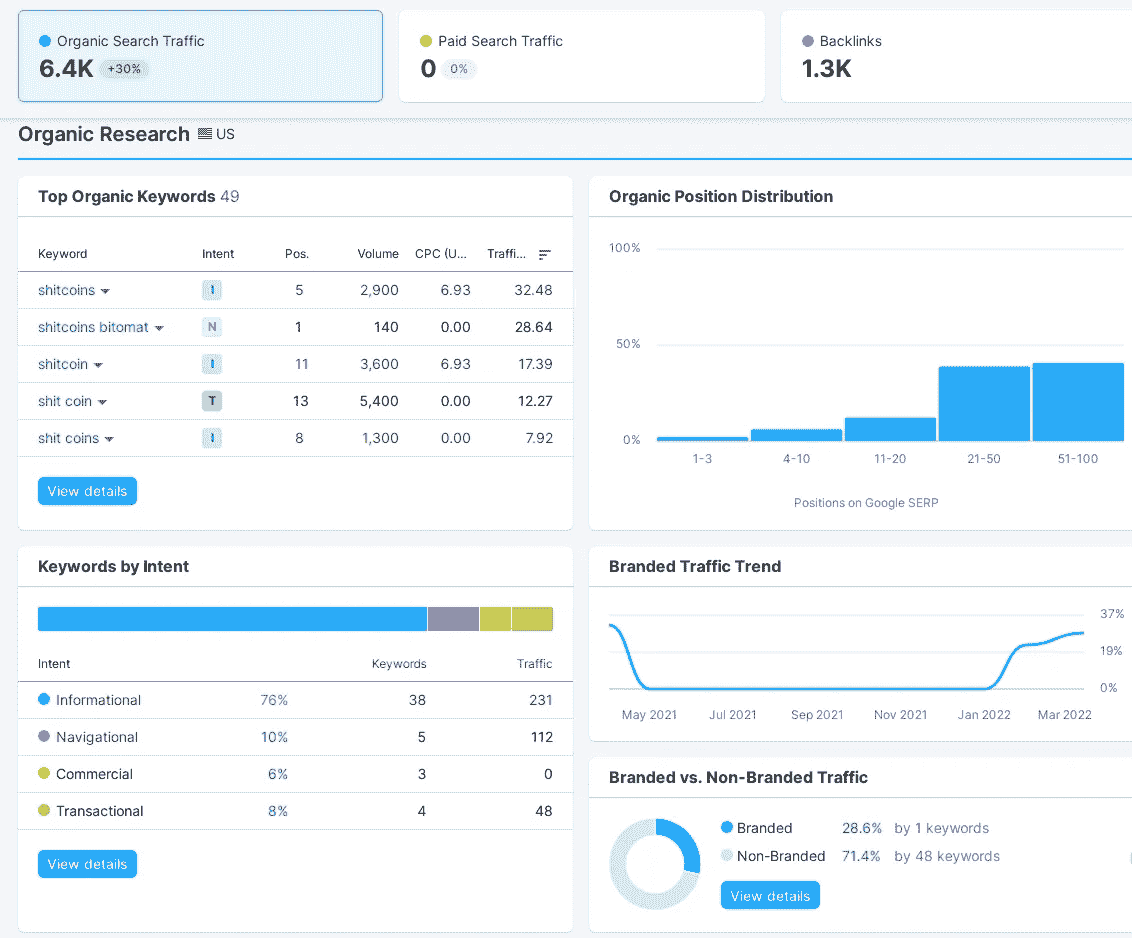 Organic Search Traffic
6.4K +30%
Paid Search Traffic
0 0%
Backlinks
1.3K
Organic Research US
Top Organic Keywords 49
Keyword Intent Pos. Volume CPC (U... Traffi...
shitcoins I 5 2,900 6.93 32.48
shitcoins bitomat N 1 140 0.00 28.64
shitcoin I 11 3,600 6.93 17.39
shit coin T 13 5,400 0.00 12.27
shit coins I 8 1,300 0.00 7.92
View details
Organic Position Distribution
100%
50%
0%
1-3 4-10 11-20 21-50 51-100
Positions on Google SERP
Keywords by Intent
Intent Keywords Traffic
Informational 76% 38 231
Navigational 10% 5 112
Commercial 6% 3 0
Transactional 8% 4 48
View details
Branded Traffic Trend
37%
19%
0%
May 2021 Jul 2021 Sep 2021 Nov 2021 Jan 2022 Mar 2022
Branded vs. Non-Branded Traffic
Branded 28.6% by 1 keywords
Non-Branded 71.4% by 48 keywords
View details